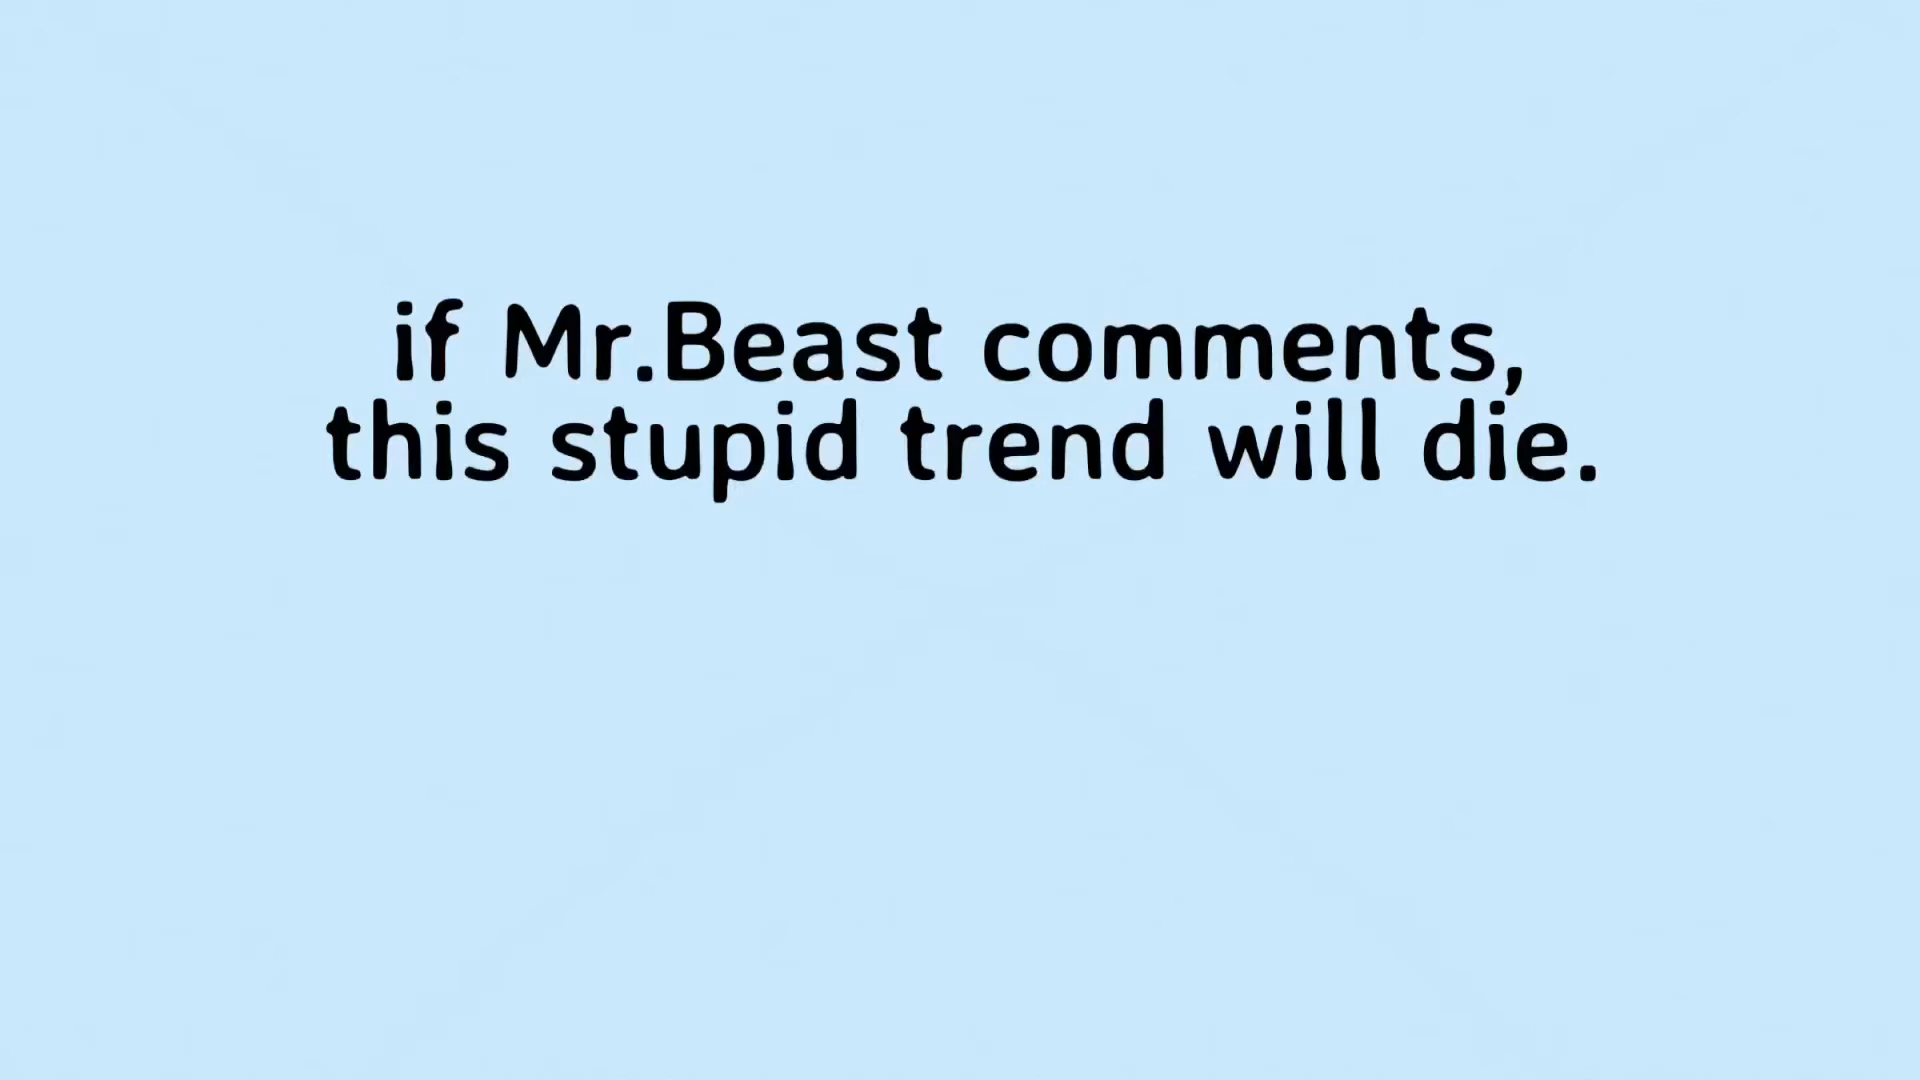 if Mr.Beast comments,
this stupid trend will die.